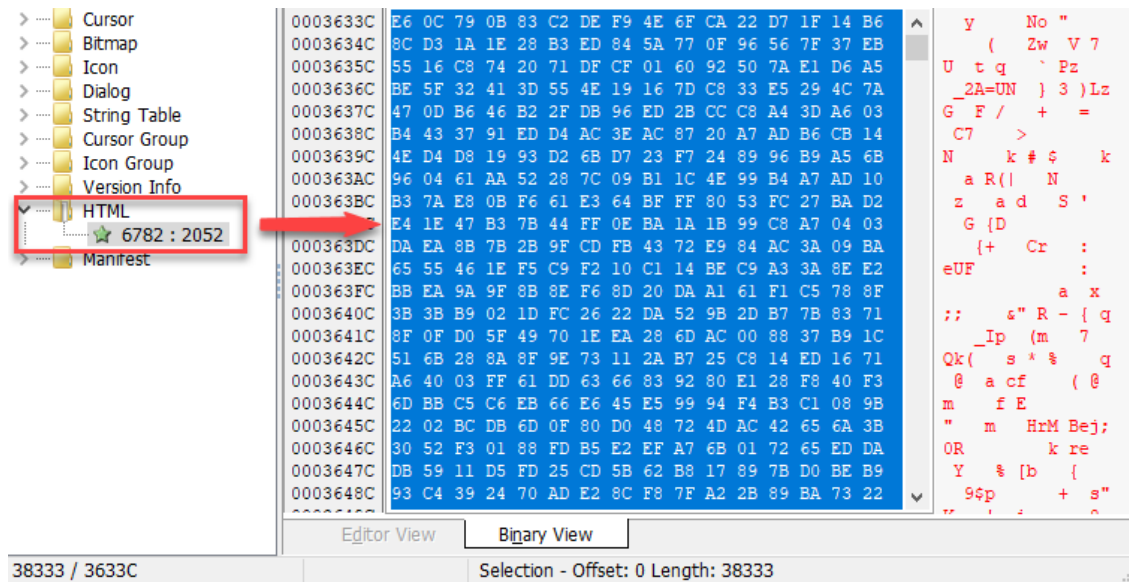 Cursor
Bitmap
Icon
Dialog
String Table
Cursor Group
Icon Group
Version Info
HTML
6782 : 2052
Manifest
0003633C E6 0C 79 0B 83 C2 DE F9 4E 6F CA 22 D7 1F 14 B6 y No "
0003634C 8C D3 1A 1E 28 B3 ED 84 5A 77 0F 96 56 7F 37 EB ( Zw V 7
0003635C 55 16 C8 74 20 71 DF CF 01 60 92 50 7A E1 D6 A5 U t q ` Pz
0003636C BE 5F 32 41 3D 55 4E 19 16 7D C8 33 E5 29 4C 7A _2A=UN } 3 )Lz
0003637C 47 0D B6 46 B2 2F DB 96 ED 2B CC C8 A4 3D A6 03 G F / + =
0003638C B4 43 37 91 ED D4 AC 3E AC 87 20 A7 AD B6 CB 14 C7 >
0003639C 4E D4 D8 19 93 D2 6B D7 23 F7 24 89 96 B9 A5 6B N k # $ k
000363AC 96 04 61 AA 52 28 7C 09 B1 1C 4E 99 B4 A7 AD 10 a R(| N
000363BC B3 7A E8 0B F6 61 E3 64 BF FF 80 53 FC 27 BA D2 z a d S '
C E4 1E 47 B3 7B 44 FF 0E BA 1A 1B 99 C8 A7 04 03 G {D
000363DC DA EA 8B 7B 2B 9F CD FB 43 72 E9 84 AC 3A 09 BA {+ Cr :
000363EC 65 55 46 1E F5 C9 F2 10 C1 14 BE C9 A3 3A 8E E2 eUF :
000363FC BB EA 9A 9F 8B 8E F6 8D 20 DA A1 61 F1 C5 78 8F a x
0003640C 3B 3B B9 02 1D FC 26 22 DA 52 9B 2D B7 7B 83 71 ;; &" R - { q
0003641C 8F 0F D0 5F 49 70 1E EA 28 6D AC 00 88 37 B9 1C _Ip (m 7
0003642C 51 6B 28 8A 8F 9E 73 11 2A B7 25 C8 14 ED 16 71 Qk( s * % q
0003643C A6 40 03 FF 61 DD 63 66 83 92 80 E1 28 F8 40 F3 @ a cf ( @
0003644C 6D BB C5 C6 EB 66 E6 45 E5 99 94 F4 B3 C1 08 9B m f E
0003645C 22 02 BC DB 6D 0F 80 D0 48 72 4D AC 42 65 6A 3B " m HrM Bej;
0003646C 30 52 F3 01 88 FD B5 E2 EF A7 6B 01 72 65 ED DA 0R k re
0003647C DB 59 11 D5 FD 25 CD 5B 62 B8 17 89 7B D0 BE B9 Y % [b {
0003648C 93 C4 39 24 70 AD E2 8C F8 7F A2 2B 89 BA 73 22 9$p + s"
Editor View Binary View
38333 / 3633C Selection - Offset: 0 Length: 38333